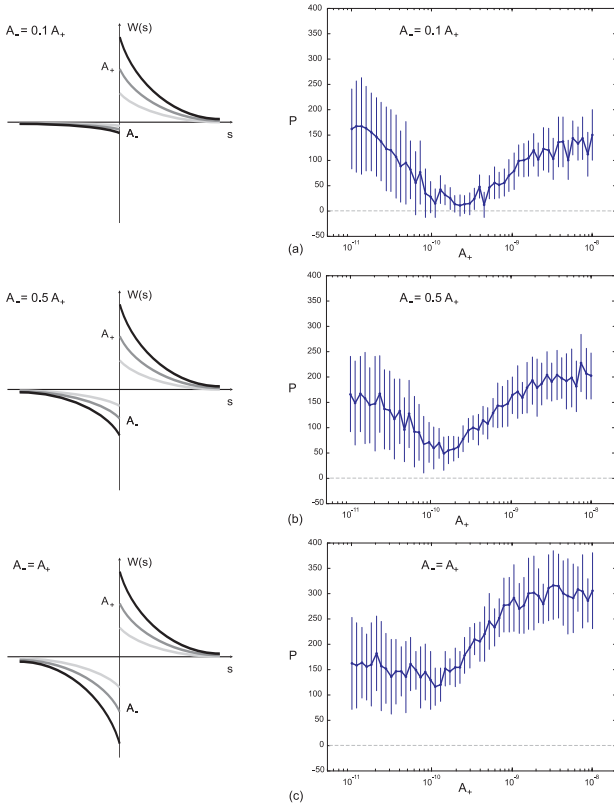 A₋ = 0.1 A₊
W(s)
A₊
A₋
s
A₋ = 0.1 A₊
P
400
350
300
250
200
150
100
50
0
-50
10⁻¹¹
10⁻¹⁰
10⁻⁹
10⁻⁸
A₊
(a)
A₋ = 0.5 A₊
W(s)
A₊
A₋
s
A₋ = 0.5 A₊
P
400
350
300
250
200
150
100
50
0
-50
10⁻¹¹
10⁻¹⁰
10⁻⁹
10⁻⁸
A₊
(b)
A₋ = A₊
W(s)
A₊
A₋
s
A₋ = A₊
P
400
350
300
250
200
150
100
50
0
-50
10⁻¹¹
10⁻¹⁰
10⁻⁹
10⁻⁸
A₊
(c)